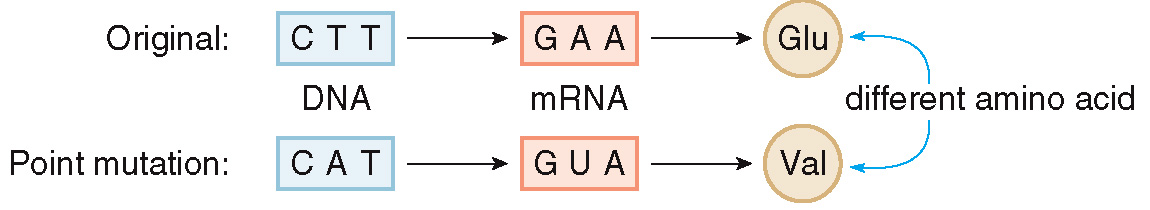 Original: C T T G A A Glu
DNA mRNA different amino acid
Point mutation: C A T G U A Val